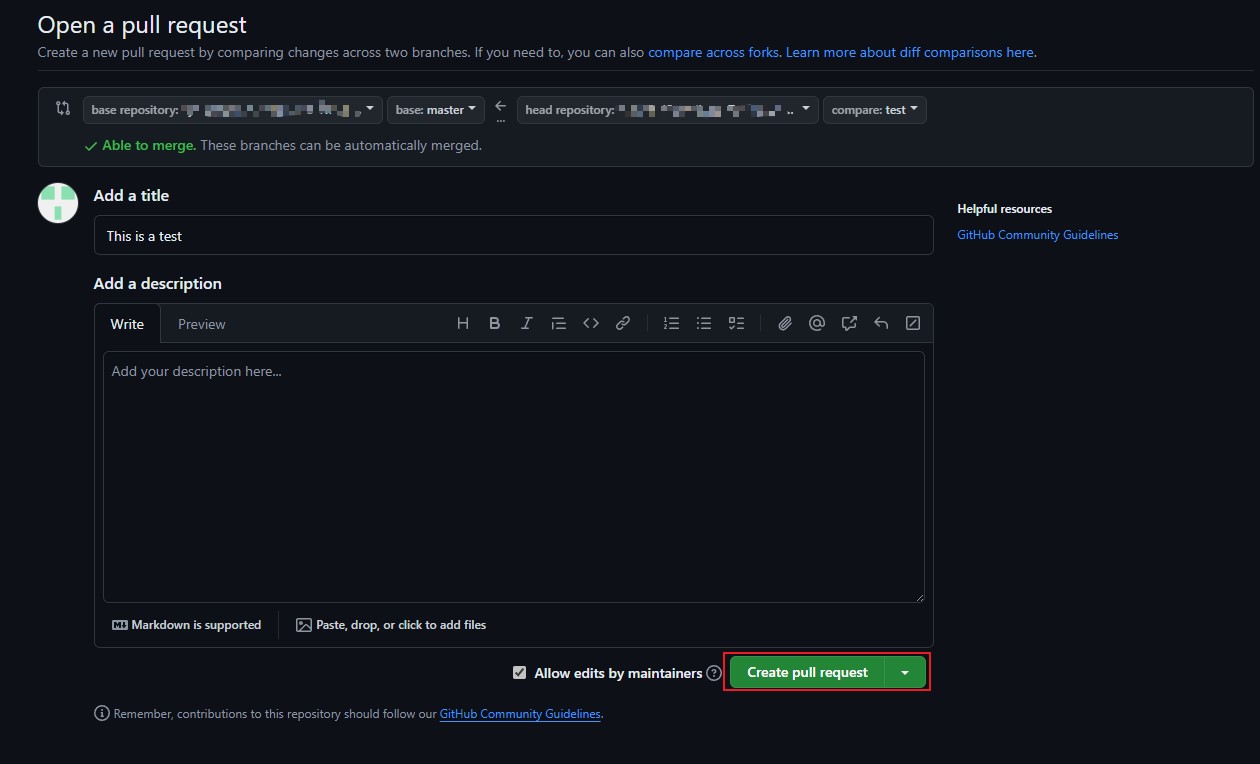 Open a pull request
Create a new pull request by comparing changes across two branches. If you need to, you can also compare across forks. Learn more about diff comparisons here.
base repository: base: master ... head repository: .. compare: test
Able to merge. These branches can be automatically merged.
Add a title
Helpful resources
This is a test
GitHub Community Guidelines
Add a description
Write Preview
Add your description here...
Markdown is supported Paste, drop, or click to add files
Allow edits by maintainers ? Create pull request
Remember, contributions to this repository should follow our GitHub Community Guidelines.